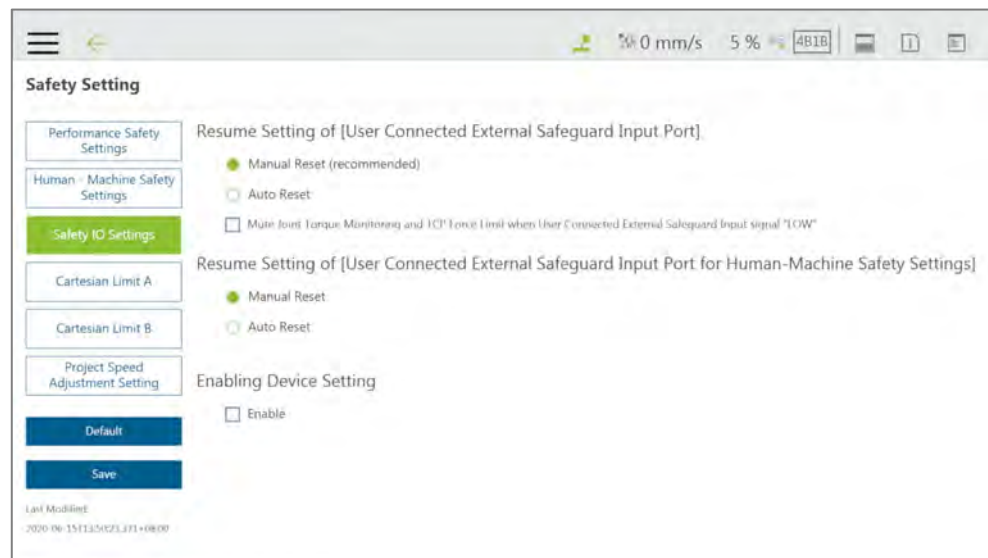 0 mm/s 5 % 4B1B
Safety Setting
Performance Safety
Settings
Human - Machine Safety
Settings
Safety IO Settings
Cartesian Limit A
Cartesian Limit B
Project Speed
Adjustment Setting
Default
Save
Last Modified:
Resume Setting of [User Connected External Safeguard Input Port]
Manual Reset (recommended)
Auto Reset
Mute Joint Torque Monitoring and TCP Force Limit when User Connected External Safeguard Input signal "LOW"
Resume Setting of [User Connected External Safeguard Input Port for Human-Machine Safety Settings]
Manual Reset
Auto Reset
Enabling Device Setting
Enable